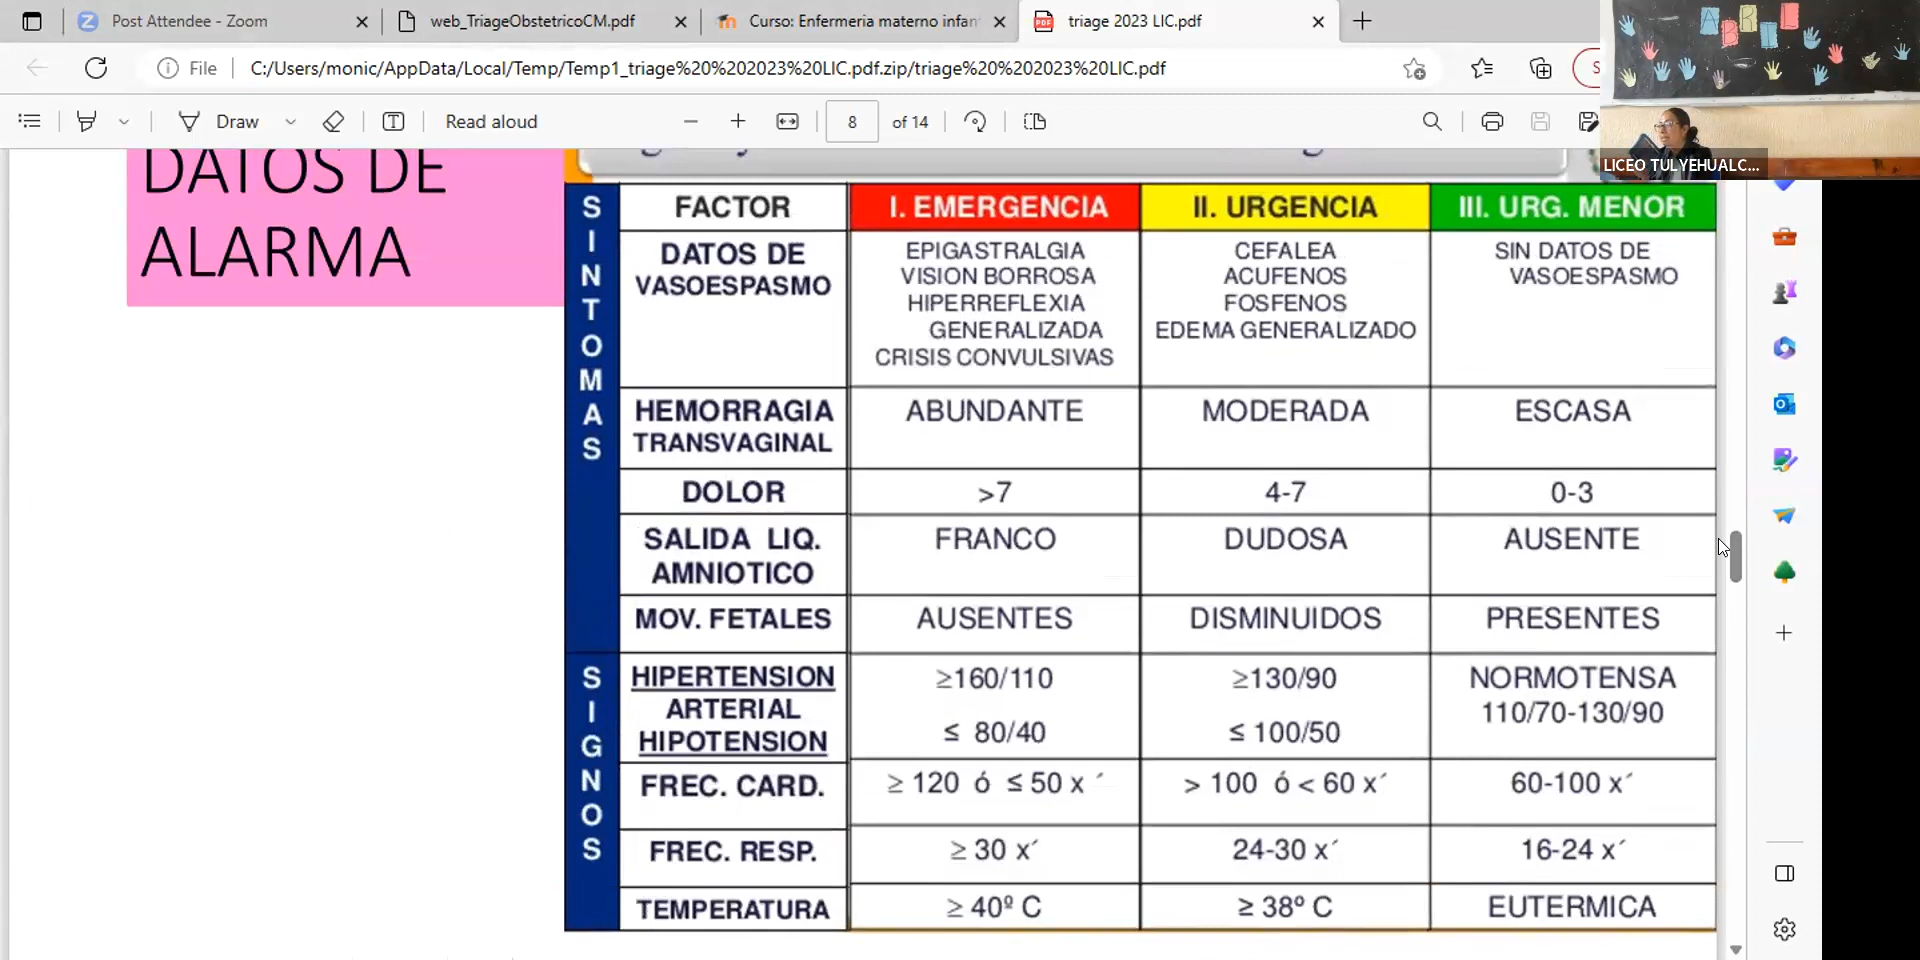 Post Attendee - Zoom
web_TriageObstetricoCM.pdf
Curso: Enfermeria materno infan
triage 2023 LIC.pdf
File
C:/Users/monic/AppData/Local/Temp/Temp1_triage%20%202023%20LIC.pdf.zip/triage%20%202023%20LIC.pdf
Draw
Read aloud
8
of 14
ABRIL
LICEO TULYEHUALC...
DATOS DE
ALARMA
SINTOMAS
FACTOR
I. EMERGENCIA
II. URGENCIA
III. URG. MENOR
DATOS DE
VASOESPASMO
EPIGASTRALGIA
VISION BORROSA
HIPERREFLEXIA
GENERALIZADA
CRISIS CONVULSIVAS
CEFALEA
ACUFENOS
FOSFENOS
EDEMA GENERALIZADO
SIN DATOS DE
VASOESPASMO
HEMORRAGIA
TRANSVAGINAL
ABUNDANTE
MODERADA
ESCASA
DOLOR
>7
4-7
0-3
SALIDA LIQ.
AMNIOTICO
FRANCO
DUDOSA
AUSENTE
MOV. FETALES
AUSENTES
DISMINUIDOS
PRESENTES
SIGNOS
HIPERTENSION
ARTERIAL
HIPOTENSION
≥160/110
≤ 80/40
≥130/90
≤ 100/50
NORMOTENSA
110/70-130/90
FREC. CARD.
≥ 120 ó ≤ 50 x ´
> 100 ó < 60 x´
60-100 x´
FREC. RESP.
≥ 30 x´
24-30 x´
16-24 x´
TEMPERATURA
≥ 40º C
≥ 38º C
EUTERMICA